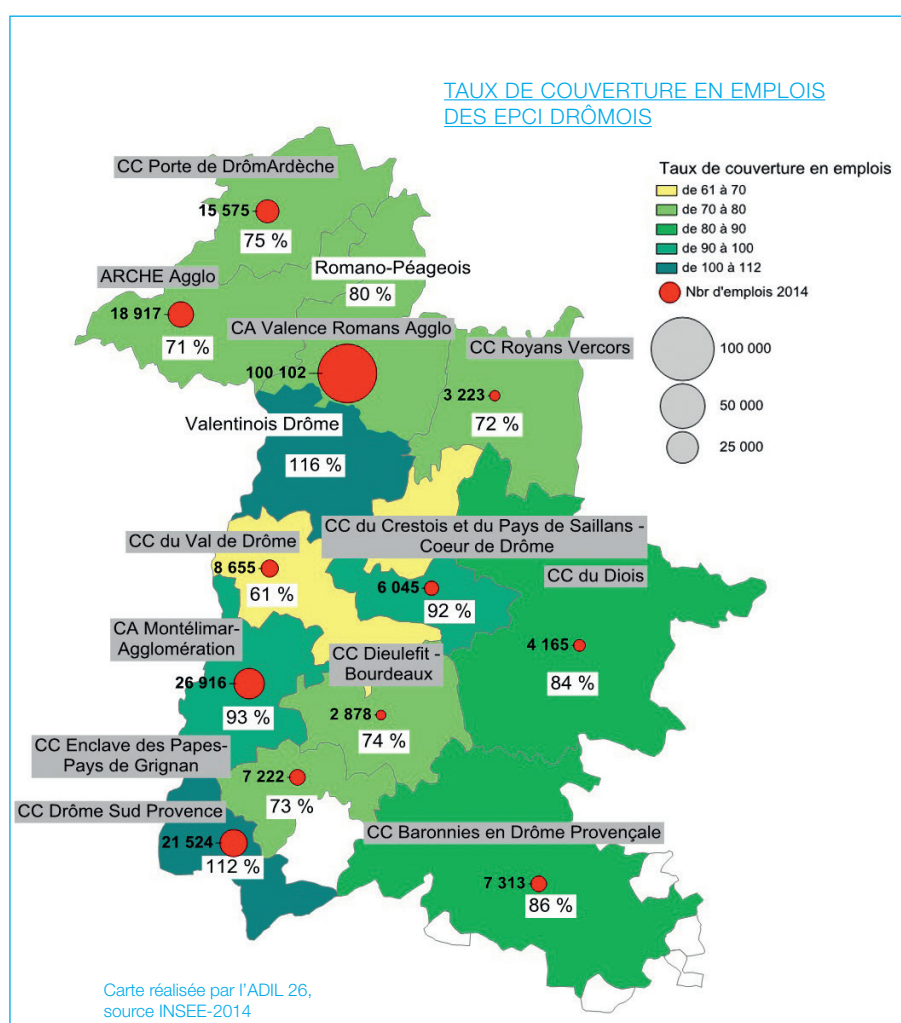 TAUX DE COUVERTURE EN EMPLOIS
DES EPCI DRÔMOIS
Taux de couverture en emplois
de 61 à 70
de 70 à 80
de 80 à 90
de 90 à 100
de 100 à 112
Nbr d'emplois 2014
100 000
50 000
25 000
CC Porte de DrômArdèche
15 575
75 %
Romano-Péageois
80 %
ARCHE Agglo
18 917
71 %
CA Valence Romans Agglo
100 102
CC Royans Vercors
3 223
72 %
Valentinois Drôme
116 %
CC du Crestois et du Pays de Saillans -
Coeur de Drôme
6 045
92 %
CC du Val de Drôme
8 655
61 %
CC du Diois
4 165
84 %
CA Montélimar-
Agglomération
26 916
93 %
CC Dieulefit -
Bourdeaux
2 878
74 %
CC Enclave des Papes-
Pays de Grignan
7 222
73 %
CC Drôme Sud Provence
21 524
112 %
CC Baronnies en Drôme Provençale
7 313
86 %
Carte réalisée par l'ADIL 26,
source INSEE-2014